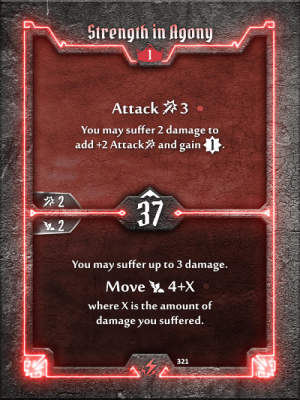 Strength in Agony
1
Attack 3
You may suffer 2 damage to
add +2 Attack and gain 1.
2
37
2
You may suffer up to 3 damage.
Move 4+X
where X is the amount of
damage you suffered.
321